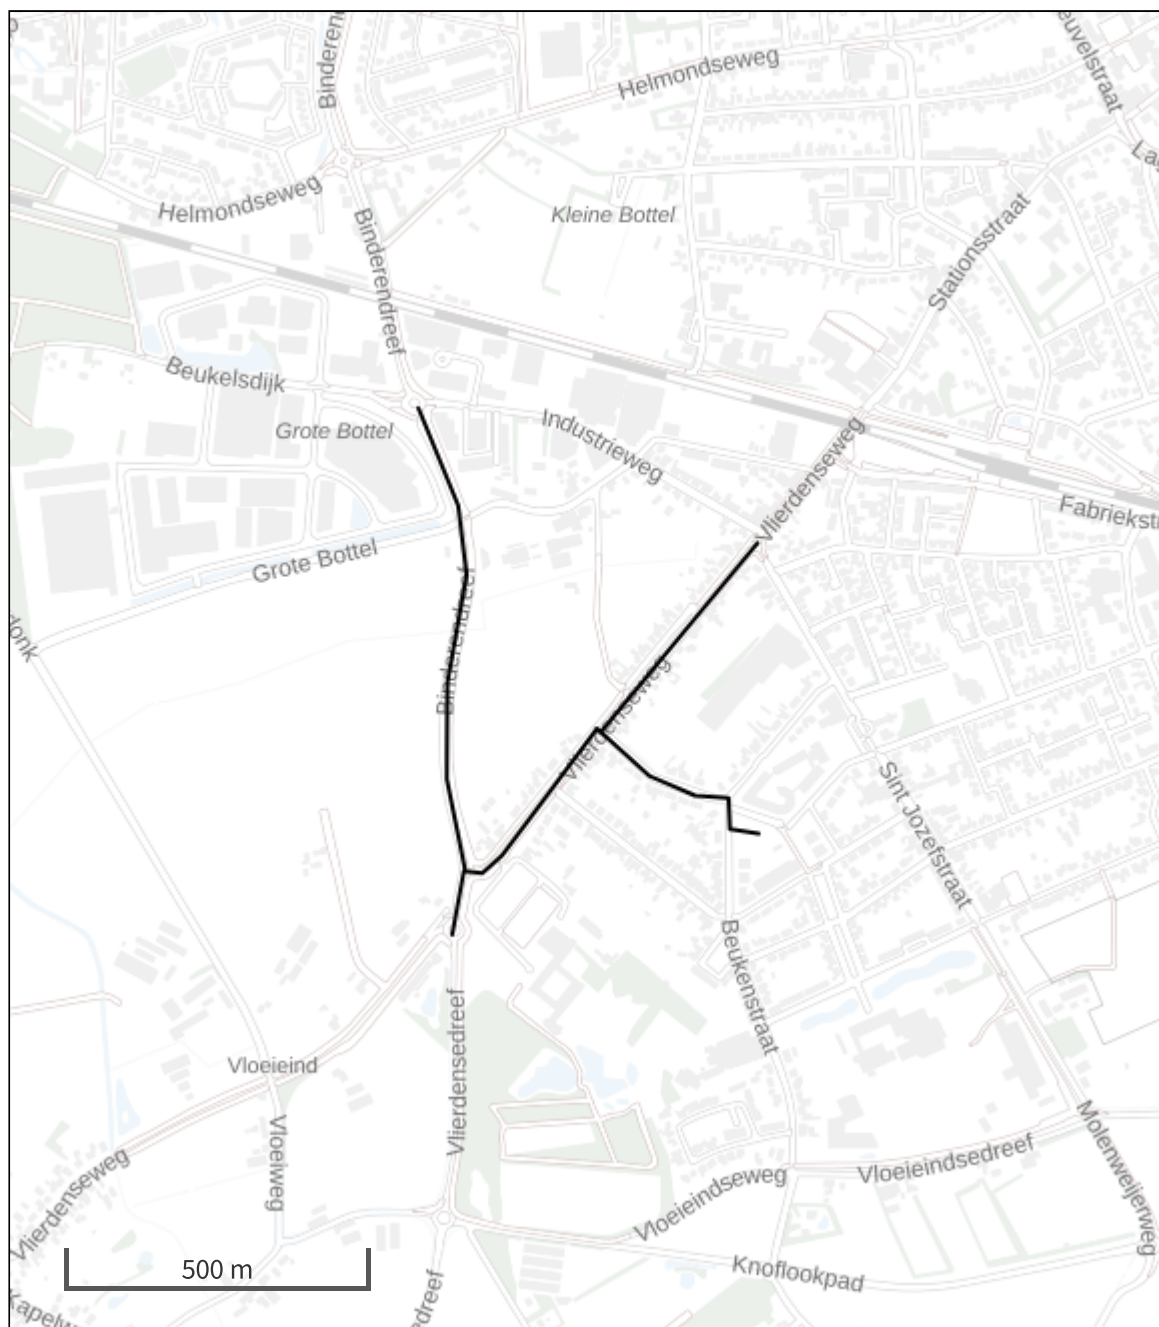 Helmondseweg
Helmondseweg
Kleine Bottel
Binderendreef
Stationsstraat
Beukelsdijk
Grote Bottel
Industrieweg
Vlierdenseweg
Grote Bottel
Binderendreef
Vlierdenseweg
Sint Jozefstraat
Beukenstraat
Vlierdensedreef
Vloeieind
Vloeiweg
Vlierdenseweg
Molenweijerweg
Vloeieindsedreef
Vloeieindseweg
Knoflookpad
500 m